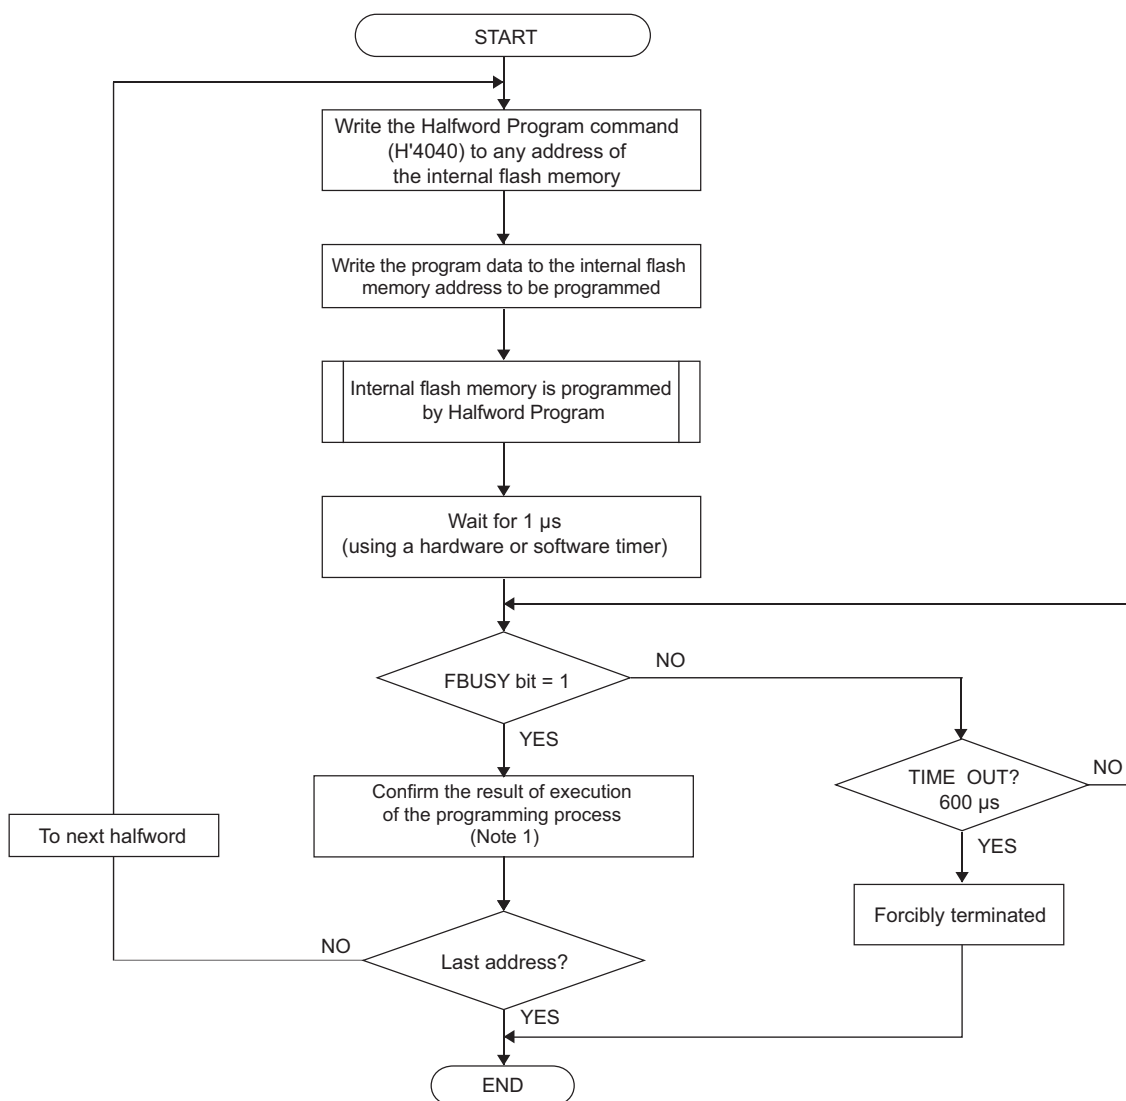 START
Write the Halfword Program command
(H'4040) to any address of
the internal flash memory
Write the program data to the internal flash
memory address to be programmed
Internal flash memory is programmed
by Halfword Program
Wait for 1 µs
(using a hardware or software timer)
FBUSY bit = 1
NO
YES
TIME OUT?
600 µs
NO
YES
Confirm the result of execution
of the programming process
(Note 1)
To next halfword
Forcibly terminated
NO
Last address?
YES
END